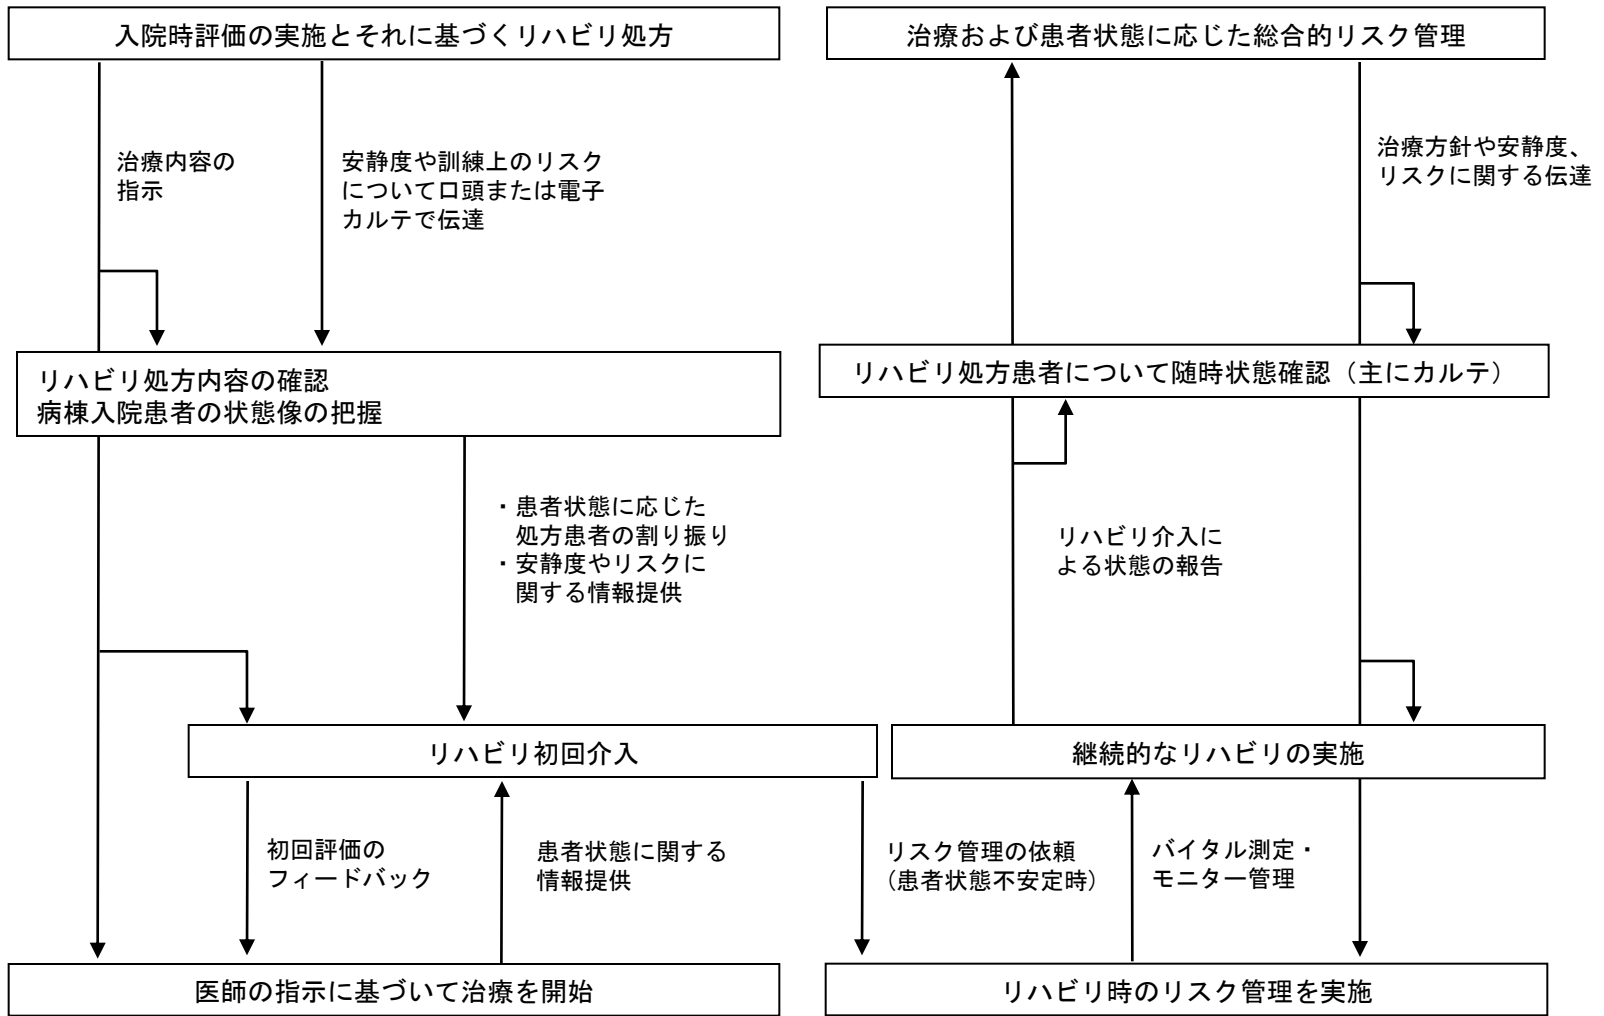 入院時評価の実施とそれに基づくリハビリ処方
治療および患者状態に応じた総合的リスク管理
治療内容の
指示
安静度や訓練上のリスク
について口頭または電子
カルテで伝達
治療方針や安静度、
リスクに関する伝達
リハビリ処方内容の確認
病棟入院患者の状態像の把握
リハビリ処方患者について随時状態確認（主にカルテ）
・患者状態に応じた
処方患者の割り振り
・安静度やリスクに
関する情報提供
リハビリ介入に
よる状態の報告
リハビリ初回介入
継続的なリハビリの実施
初回評価の
フィードバック
患者状態に関する
情報提供
リスク管理の依頼
（患者状態不安定時）
バイタル測定・
モニター管理
医師の指示に基づいて治療を開始
リハビリ時のリスク管理を実施